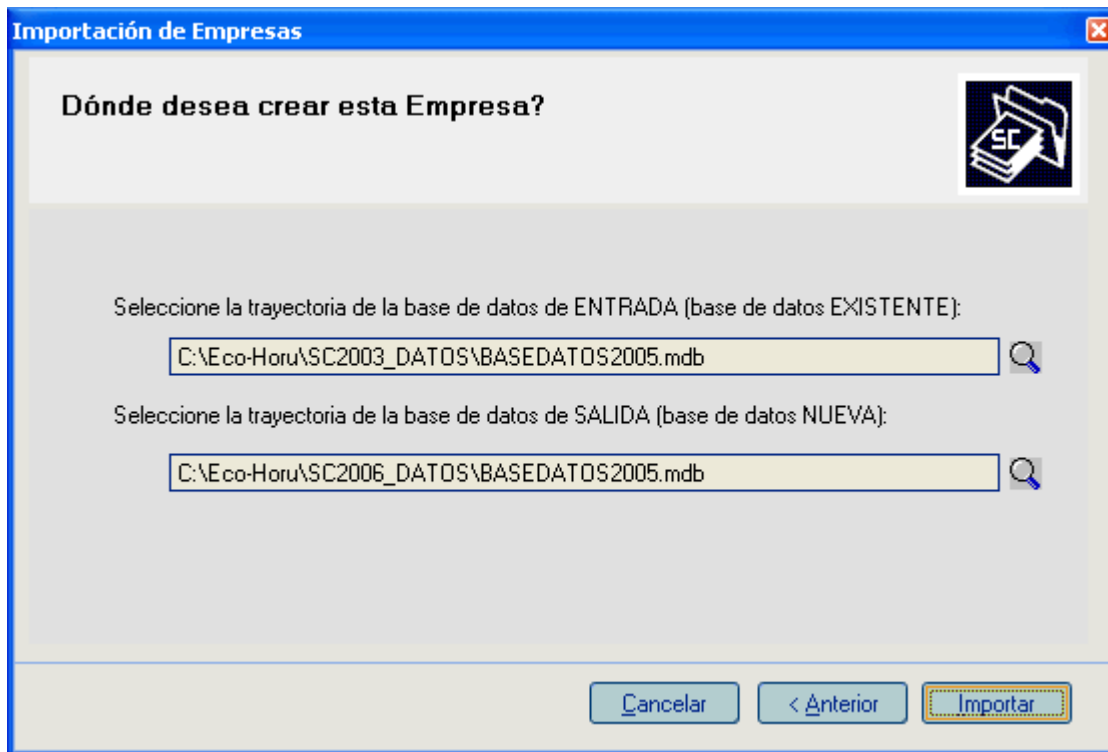 Importación de Empresas
Dónde desea crear esta Empresa?
SC
Seleccione la trayectoria de la base de datos de ENTRADA (base de datos EXISTENTE):
C:\Eco-Horu\SC2003_DATOS\BASEDATOS2005.mdb
Seleccione la trayectoria de la base de datos de SALIDA (base de datos NUEVA):
C:\Eco-Horu\SC2006_DATOS\BASEDATOS2005.mdb
Cancelar < Anterior Importar